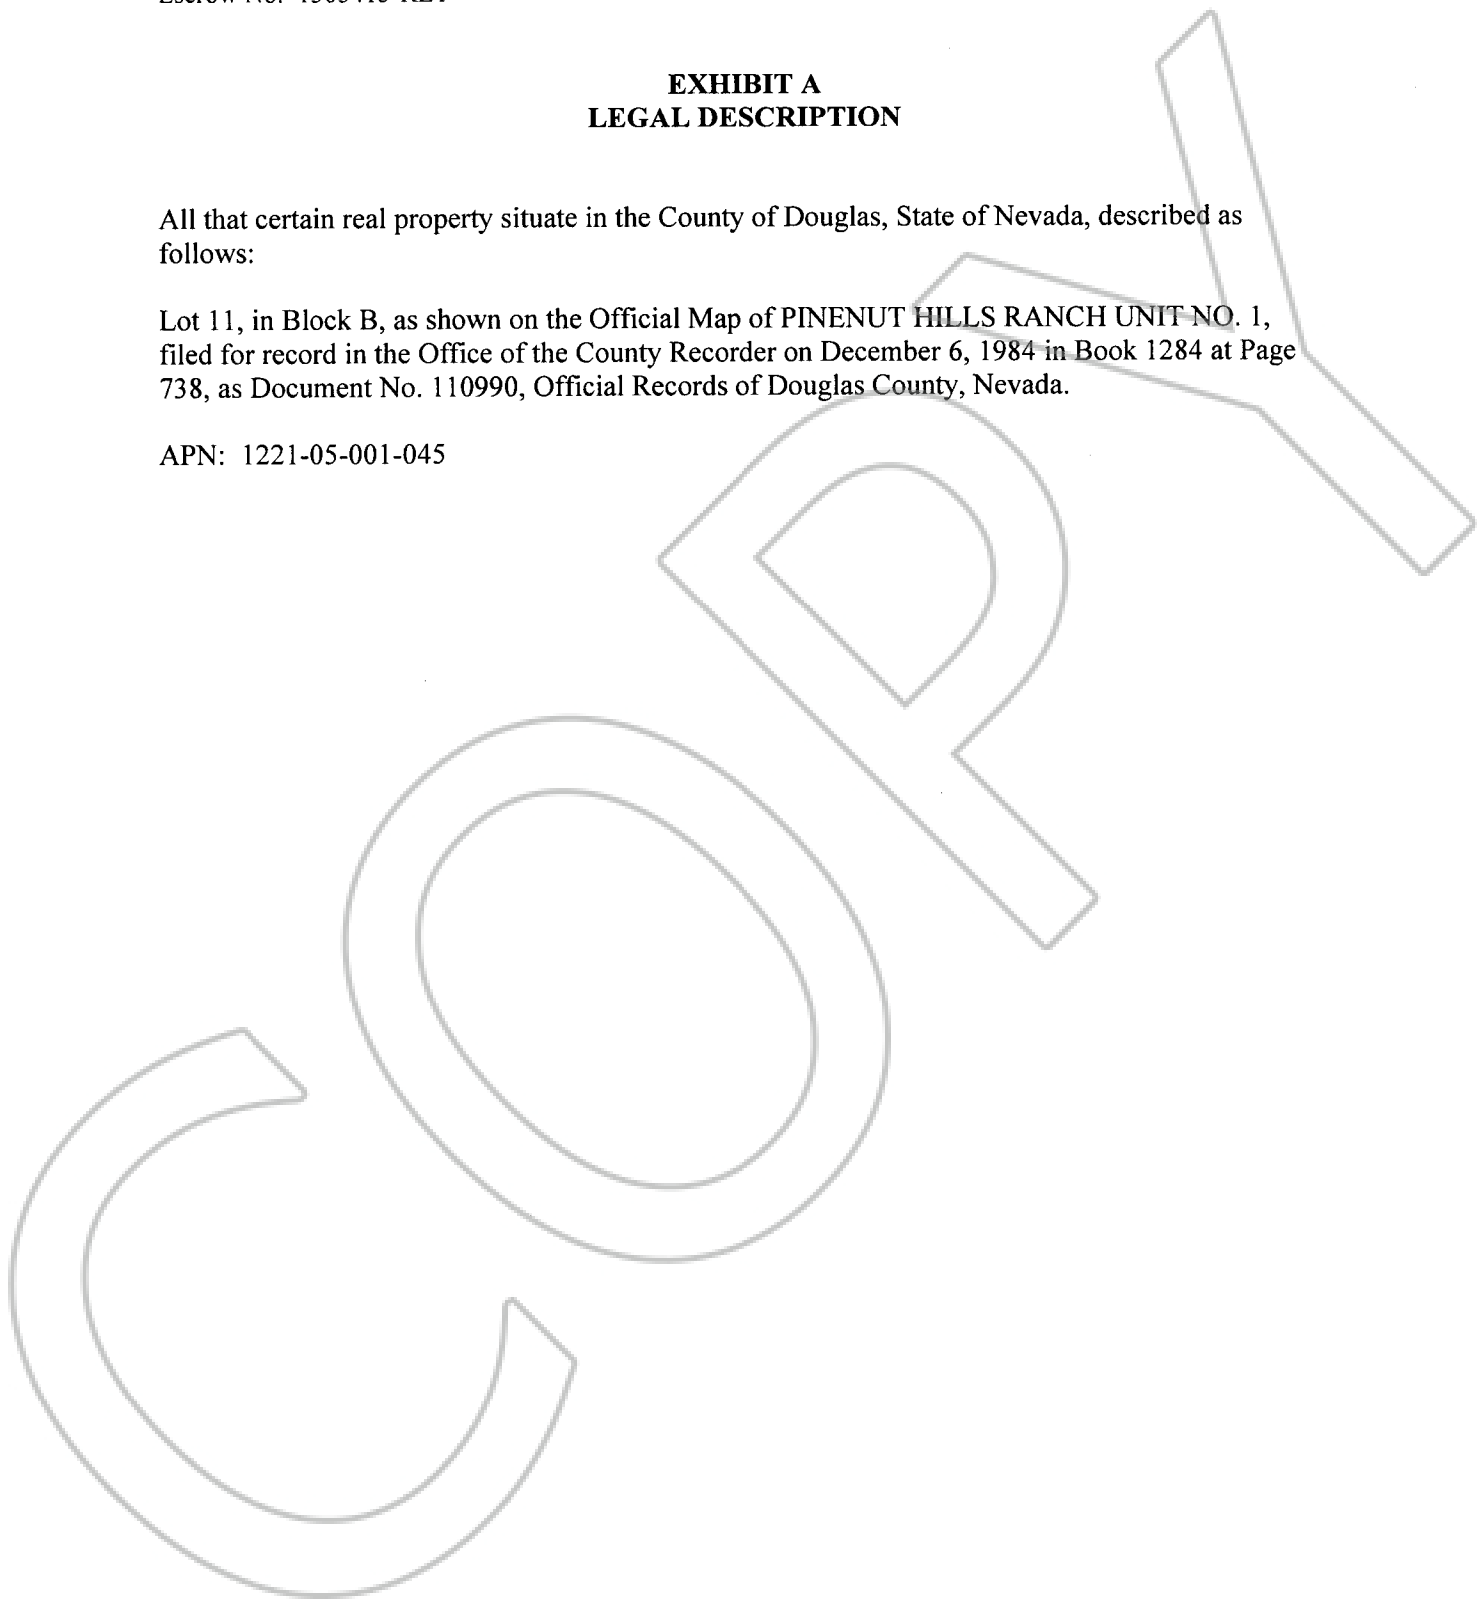 EXHIBIT A
LEGAL DESCRIPTION
All that certain real property situate in the County of Douglas, State of Nevada, described as
follows:
Lot 11, in Block B, as shown on the Official Map of PINENUT HILLS RANCH UNIT NO. 1,
filed for record in the Office of the County Recorder on December 6, 1984 in Book 1284 at Page
738, as Document No. 110990, Official Records of Douglas County, Nevada.
APN: 1221-05-001-045
COPY